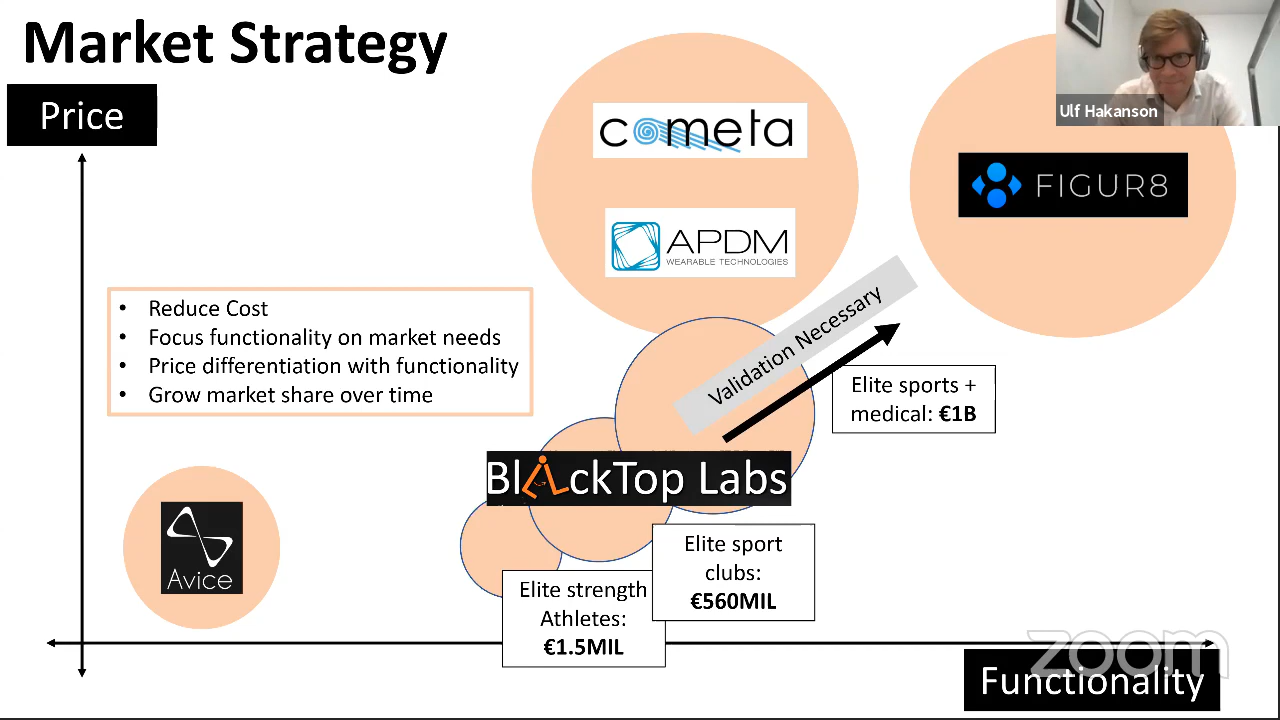 Market Strategy
Price
Ulf Hakanson
cometa
FIGUR8
APDM
WEARABLE TECHNOLOGIES
Validation Necessary
• Reduce Cost
• Focus functionality on market needs
• Price differentiation with functionality
• Grow market share over time
Elite sports +
medical: €1B
BlackTop Labs
Avice
Elite sport
clubs:
€560MIL
Elite strength
Athletes:
€1.5MIL
zoom
Functionality